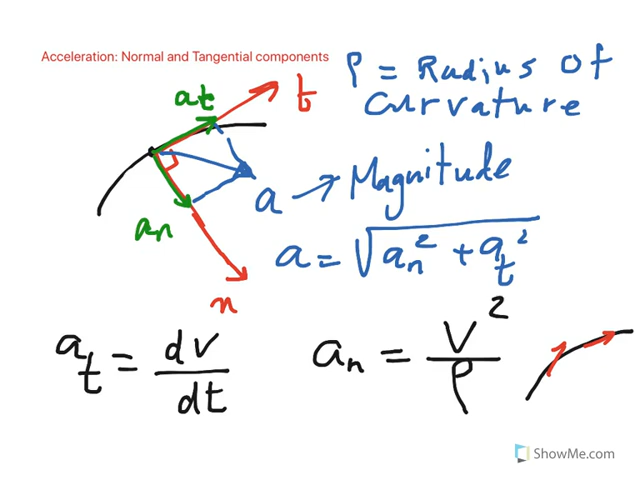 Acceleration: Normal and Tangential components
ρ = Radius of
Curvature
at
t
a → Magnitude
an
a = √(an² + at²)
n
at = dv/dt
an = V²/ρ
ShowMe.com